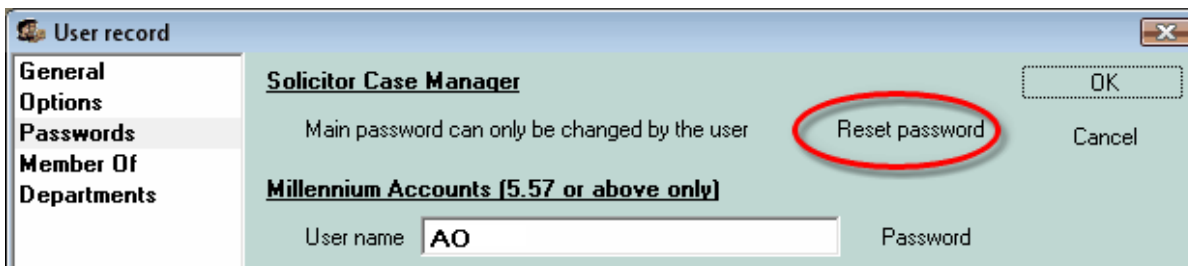 User record
General
Options
Passwords
Member Of
Departments
Solicitor Case Manager
OK
Main password can only be changed by the user Reset password
Cancel
Millennium Accounts (5.57 or above only)
User name AO Password